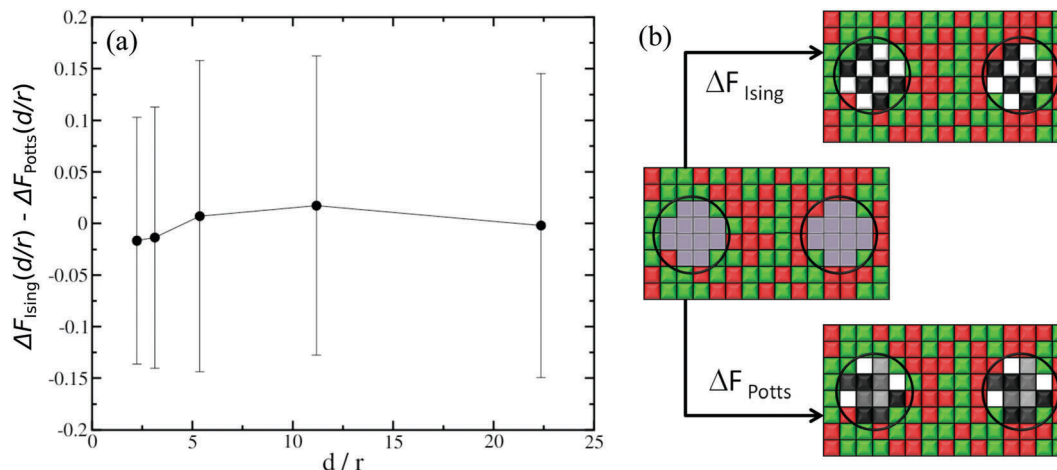 (a)
0.2
0.15
0.1
0.05
0
-0.05
-0.1
-0.15
-0.2
ΔF_Ising(d/r) - ΔF_Potts(d/r)
0 5 10 15 20 25
d / r
(b)
ΔF Ising
ΔF Potts